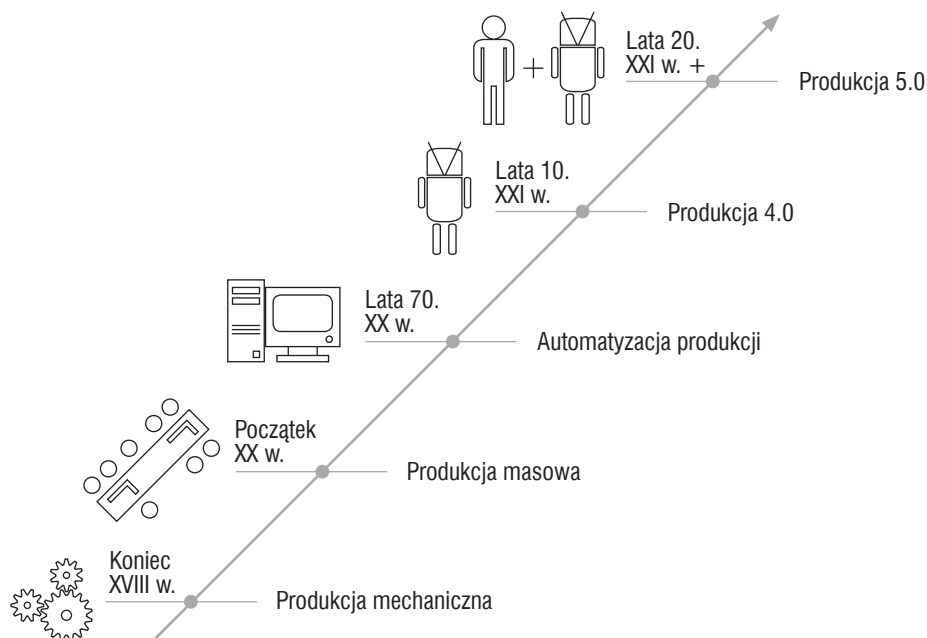 Lata 20.
XXI w. +
Produkcja 5.0
Lata 10.
XXI w.
Produkcja 4.0
Lata 70.
XX w.
Automatyzacja produkcji
Początek
XX w.
Produkcja masowa
Koniec
XVIII w.
Produkcja mechaniczna